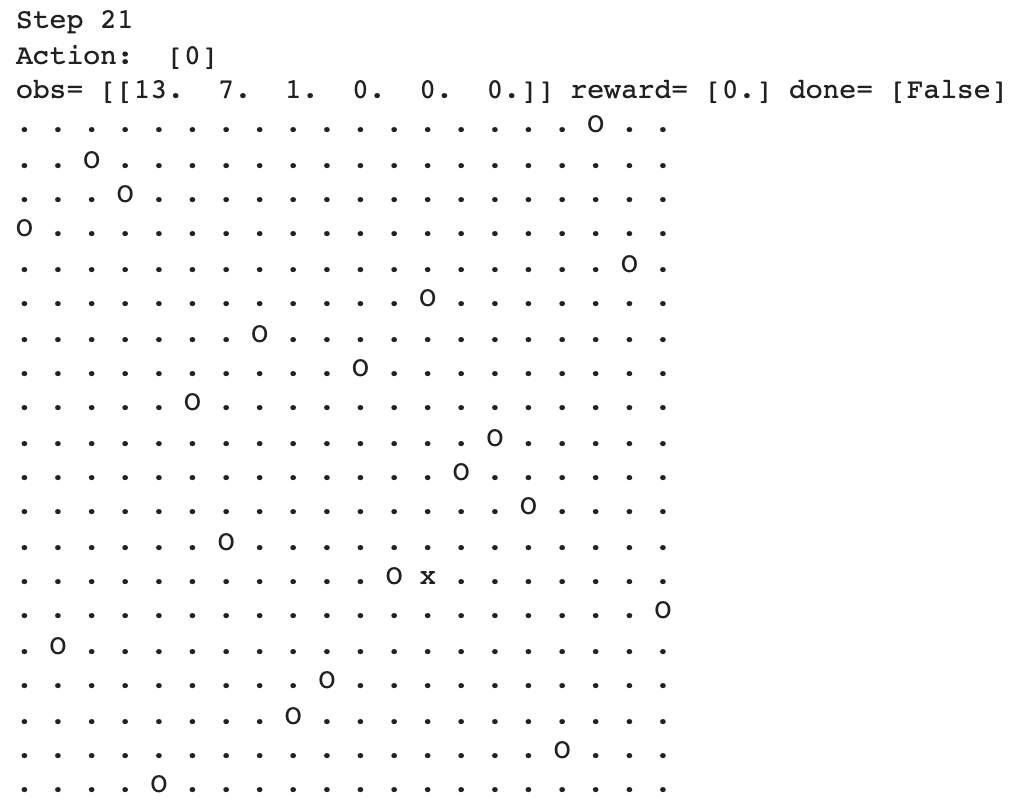 Step 21
Action:  [0]
obs= [[13.  7.  1.  0.  0.  0.]] reward= [0.] done= [False]
. . . . . . . . . . . . . . . . . O . .
. . O . . . . . . . . . . . . . . . . .
. . . O . . . . . . . . . . . . . . . .
O . . . . . . . . . . . . . . . . . . .
. . . . . . . . . . . . . . . . . . O .
. . . . . . . . . . . . O . . . . . . .
. . . . . . . O . . . . . . . . . . . .
. . . . . . . . . . O . . . . . . . . .
. . . . . O . . . . . . . . . . . . . .
. . . . . . . . . . . . . . O . . . . .
. . . . . . . . . . . . . O . . . . . .
. . . . . . . . . . . . . . . O . . . .
. . . . . . O . . . . . . . . . . . . .
. . . . . . . . . . . O x . . . . . . .
. . . . . . . . . . . . . . . . . . . O
. O . . . . . . . . . . . . . . . . . .
. . . . . . . . . O . . . . . . . . . .
. . . . . . . . O . . . . . . . . . . .
. . . . . . . . . . . . . . . . O . . .
. . . . O . . . . . . . . . . . . . . .